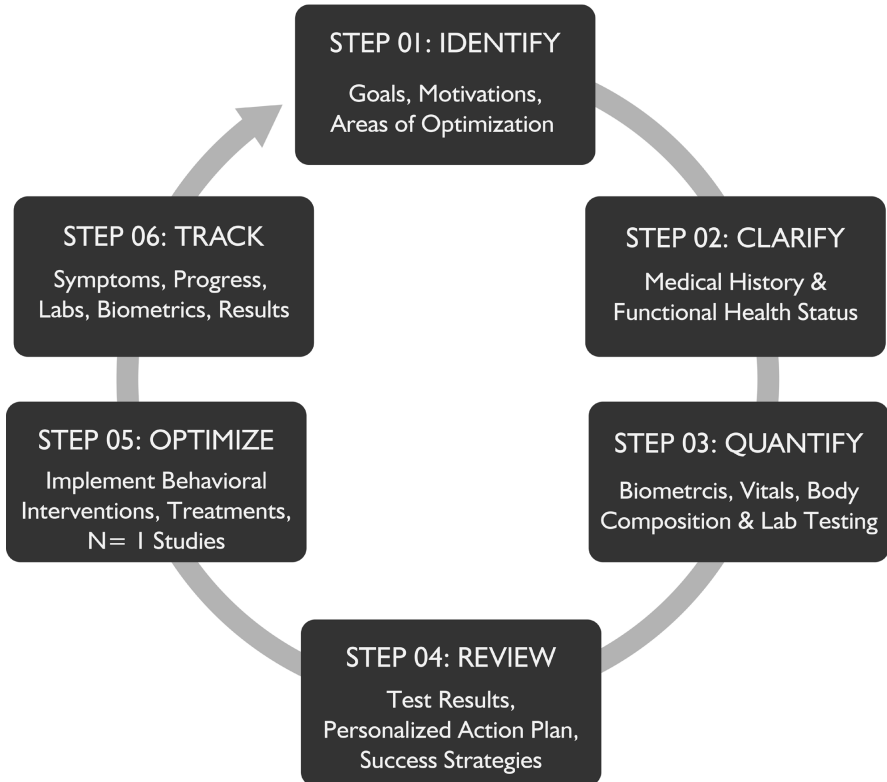 STEP 01: IDENTIFY
Goals, Motivations,
Areas of Optimization
STEP 02: CLARIFY
Medical History &
Functional Health Status
STEP 03: QUANTIFY
Biometrcis, Vitals, Body
Composition & Lab Testing
STEP 04: REVIEW
Test Results,
Personalized Action Plan,
Success Strategies
STEP 05: OPTIMIZE
Implement Behavioral
Interventions, Treatments,
N= 1 Studies
STEP 06: TRACK
Symptoms, Progress,
Labs, Biometrics, Results